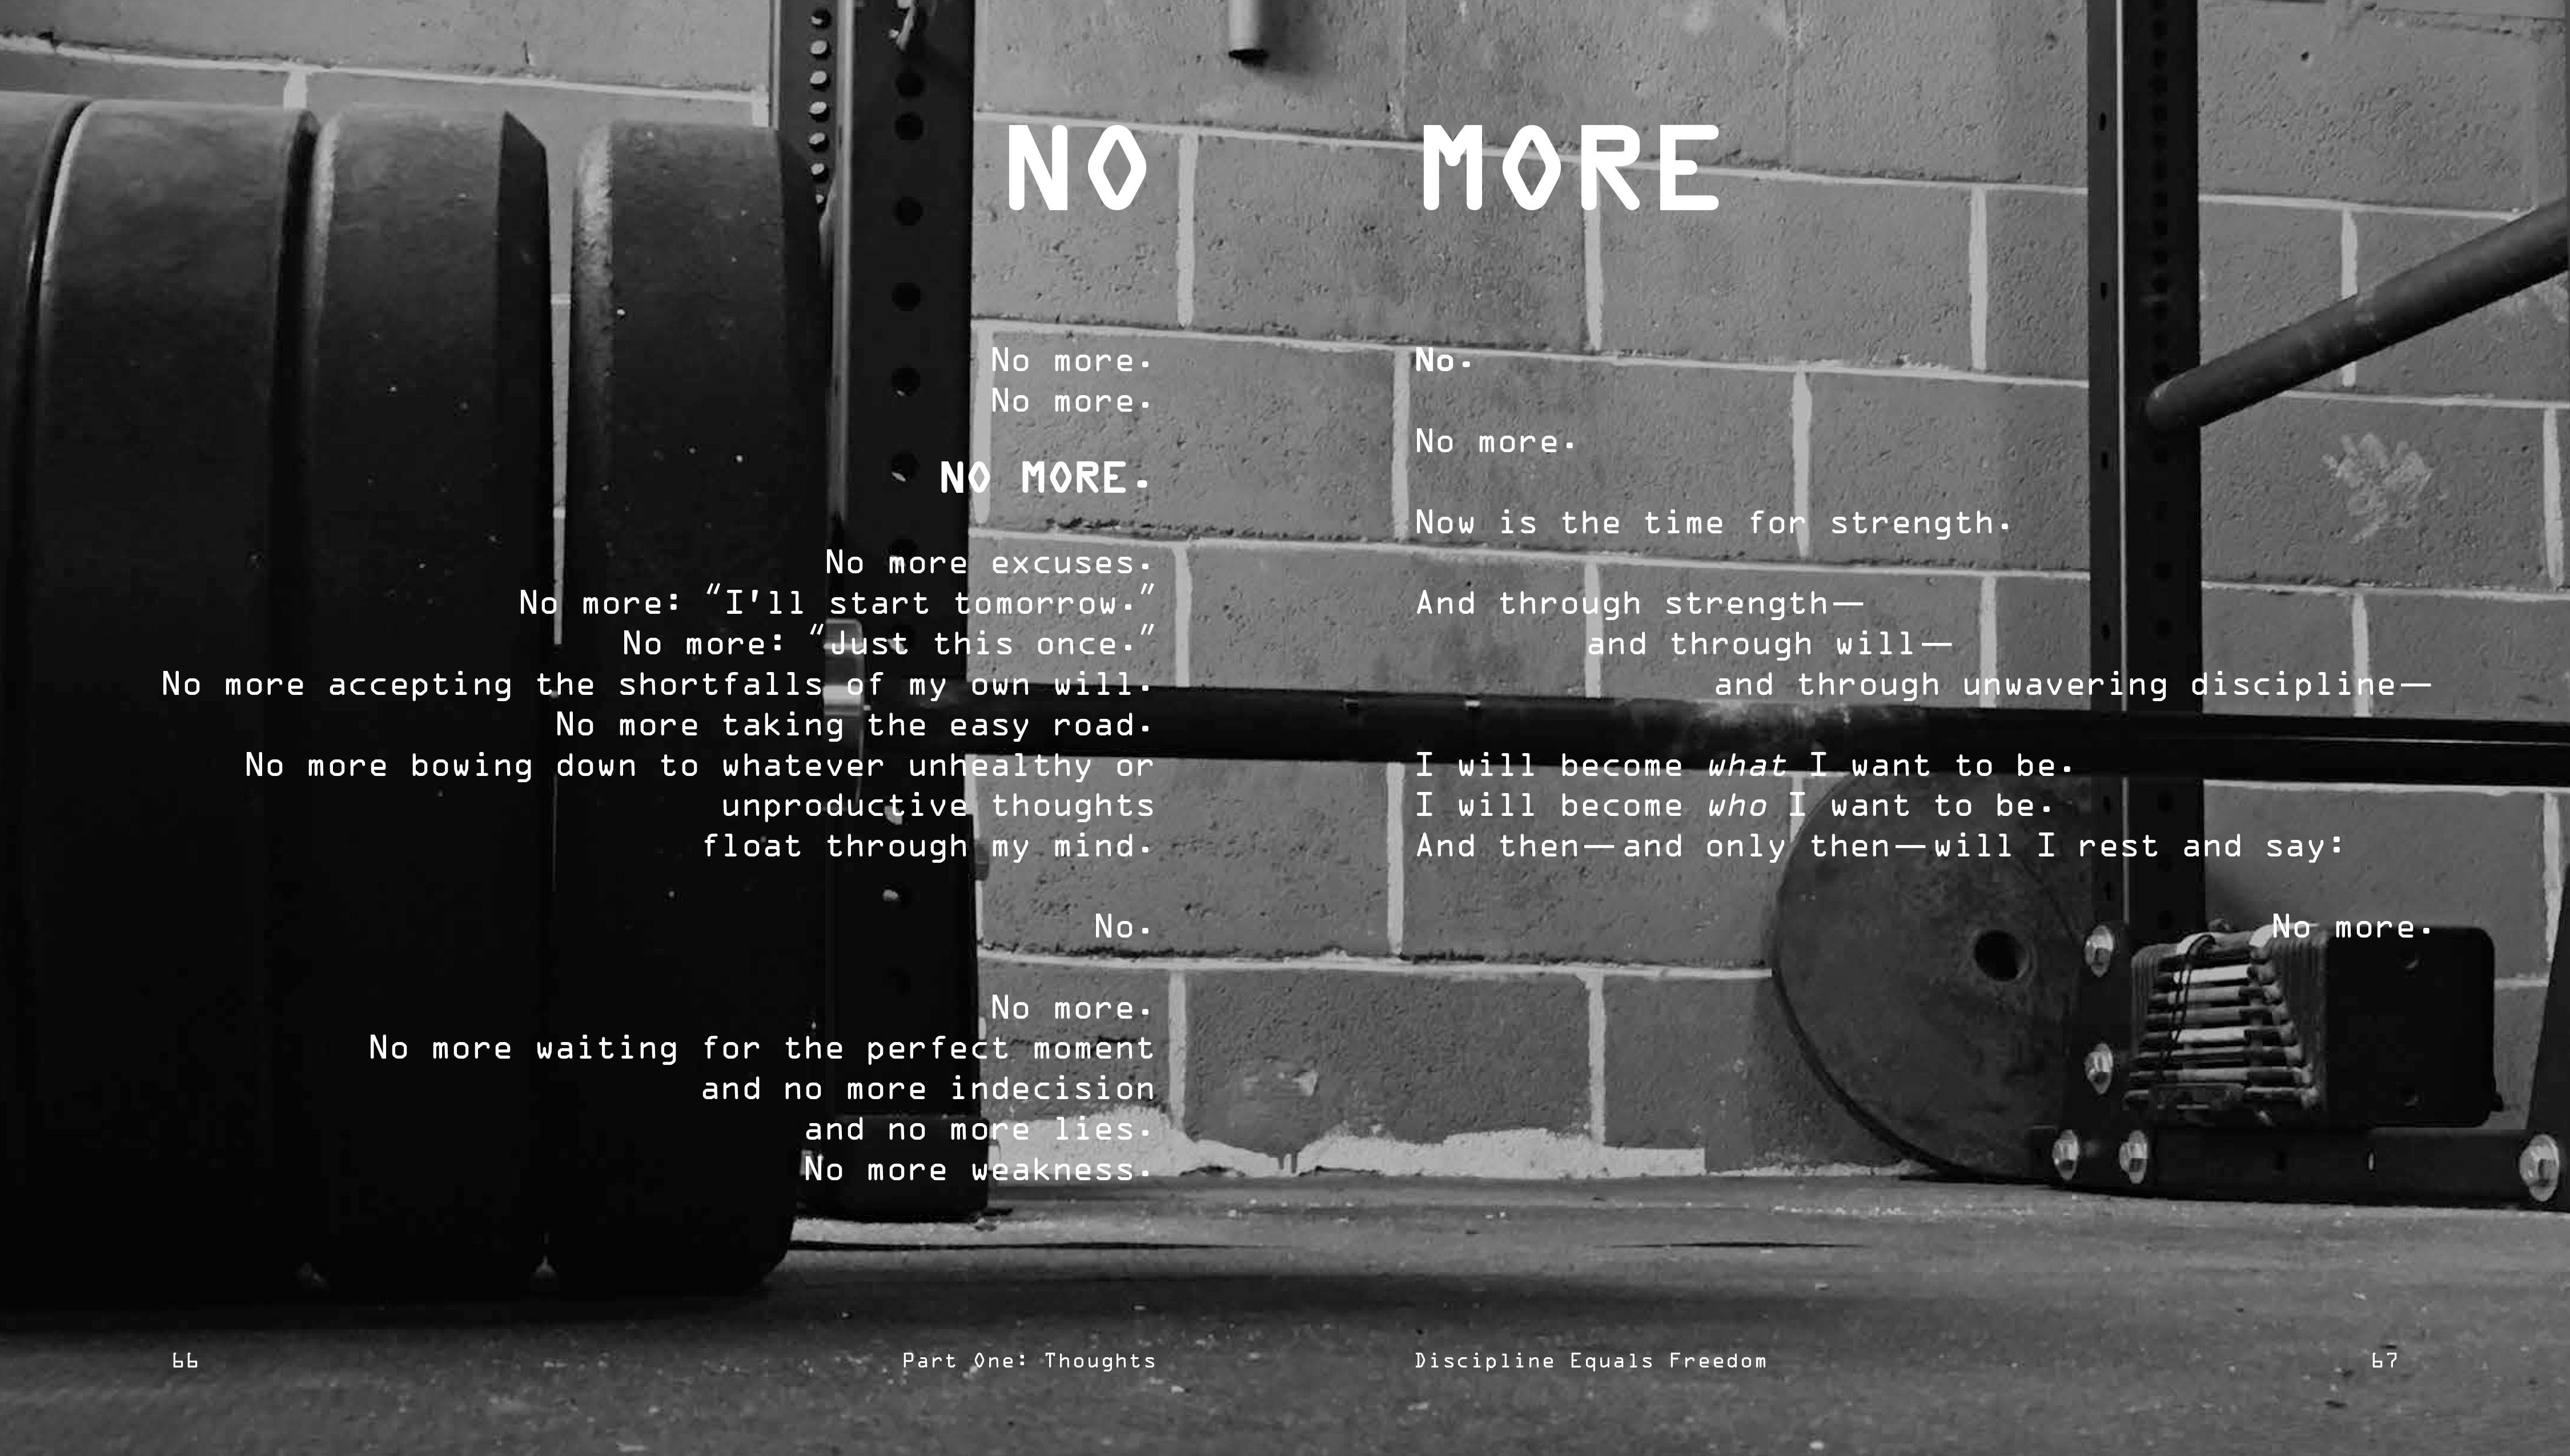 NO MORE
No more.
No more.
NO MORE.
No more excuses.
No more: “I'll start tomorrow.”
No more: “Just this once.”
No more accepting the shortfalls of my own will.
No more taking the easy road.
No more bowing down to whatever unhealthy or
unproductive thoughts
float through my mind.
No.
No more.
No more waiting for the perfect moment
and no more indecision
and no more lies.
No more weakness.
66
Part One: Thoughts
No.
No more.
Now is the time for strength.
And through strength—
and through will—
and through unwavering discipline—
I will become what I want to be.
I will become who I want to be.
And then—and only then—will I rest and say:
No more.
Discipline Equals Freedom
67